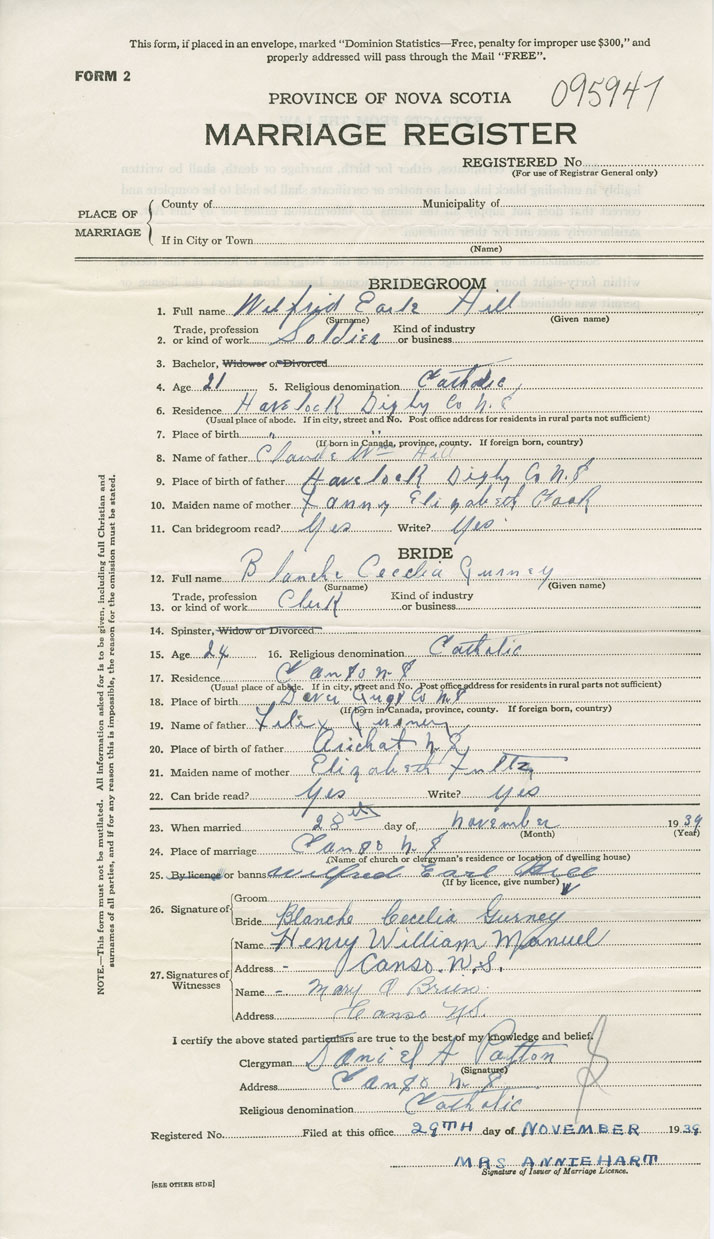 This form, if placed in an envelope, marked "Dominion Statistics—Free, penalty for improper use $300," and
properly addressed will pass through the Mail "FREE".
FORM 2
095947
PROVINCE OF NOVA SCOTIA
MARRIAGE REGISTER
REGISTERED No.
(For use of Registrar General only)
PLACE OF MARRIAGE
County of Municipality of
If in City or Town
(Name)
BRIDEGROOM
1. Full name Wilfrid Earle Hill
(Surname) (Given name)
2. Trade, profession or kind of work Soldier Kind of industry or business
3. Bachelor, Widower or Divorced
4. Age 21 5. Religious denomination Catholic
6. Residence Havelock Digby Co N.S
(Usual place of abode. If in city, street and No. Post office address for residents in rural parts not sufficient)
7. Place of birth " "
(If born in Canada, province, county. If foreign born, country)
8. Name of father Claude Wm Hill
9. Place of birth of father Havelock Digby Co N.S
10. Maiden name of mother Fanny Elizabeth
11. Can bridegroom read? Yes Write? Yes
BRIDE
12. Full name Blanche Cecelia Gurney
(Surname) (Given name)
13. Trade, profession or kind of work Clerk Kind of industry or business
14. Spinster, Widow or Divorced
15. Age 24 16. Religious denomination Catholic
17. Residence Canso N.S
(Usual place of abode. If in city, street and No. Post office address for residents in rural parts not sufficient)
18. Place of birth Co N.S
(If born in Canada, province, county. If foreign born, country)
19. Name of father Felix Gurney
20. Place of birth of father Arichat N.S
21. Maiden name of mother Elizabeth Fultz
22. Can bride read? Yes Write? Yes
23. When married 28th day of November 1939
(Month) (Year)
24. Place of marriage Canso N.S
(Name of church or clergyman's residence or location of dwelling house)
25. By licence or banns Wilfred Earl Hill
(If by licence, give number)
26. Signature of
Groom
Bride Blanche Cecelia Gurney
27. Signatures of Witnesses
Name Henry William Manuel
Address - Canso. N.S.
Name - Mary O Brien
Address Canso NS.
I certify the above stated particulars are true to the best of my knowledge and belief.
Clergyman Daniel A Patton
(Signature)
Address Canso N.S
Religious denomination Catholic
Registered No. Filed at this office 29TH day of NOVEMBER 1939
MRS ANNIE HART
Signature of Issuer of Marriage Licence.
[SEE OTHER SIDE]
NOTE.—This form must not be mutilated. All information asked for is to be given, including full Christian and
surnames of all parties, and if for any reason this is impossible, the reason for the omission must be stated.